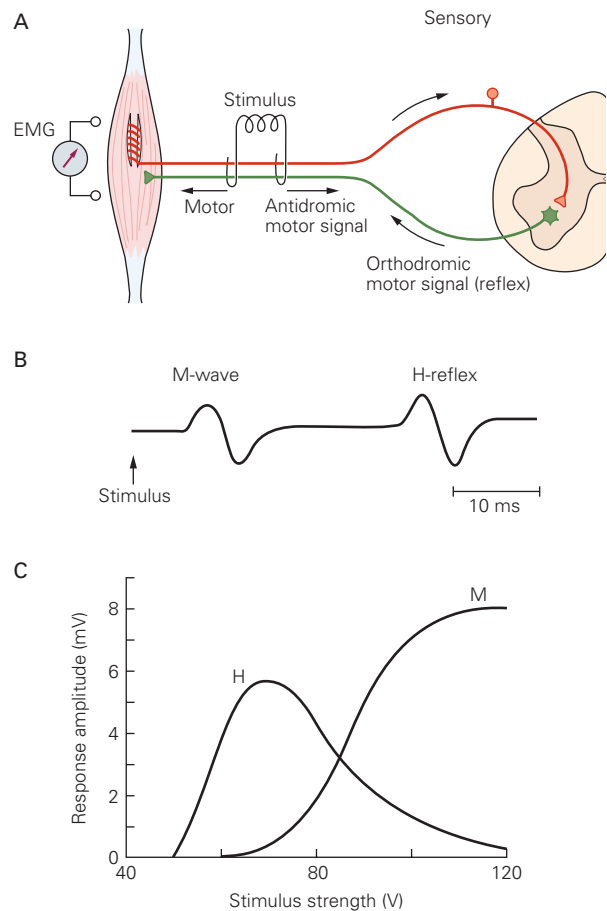 A
Sensory
Stimulus
EMG
Motor
Antidromic
motor signal
Orthodromic
motor signal (reflex)
B
M-wave
H-reflex
Stimulus
10 ms
C
Response amplitude (mV)
8
6
4
2
0
H
M
40
80
120
Stimulus strength (V)